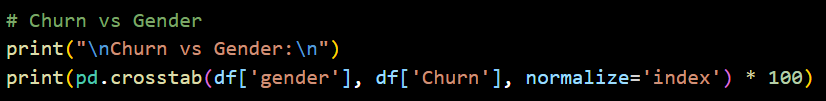 # Churn vs Gender
print("\nChurn vs Gender:\n")
print(pd.crosstab(df['gender'], df['Churn'], normalize='index') * 100)